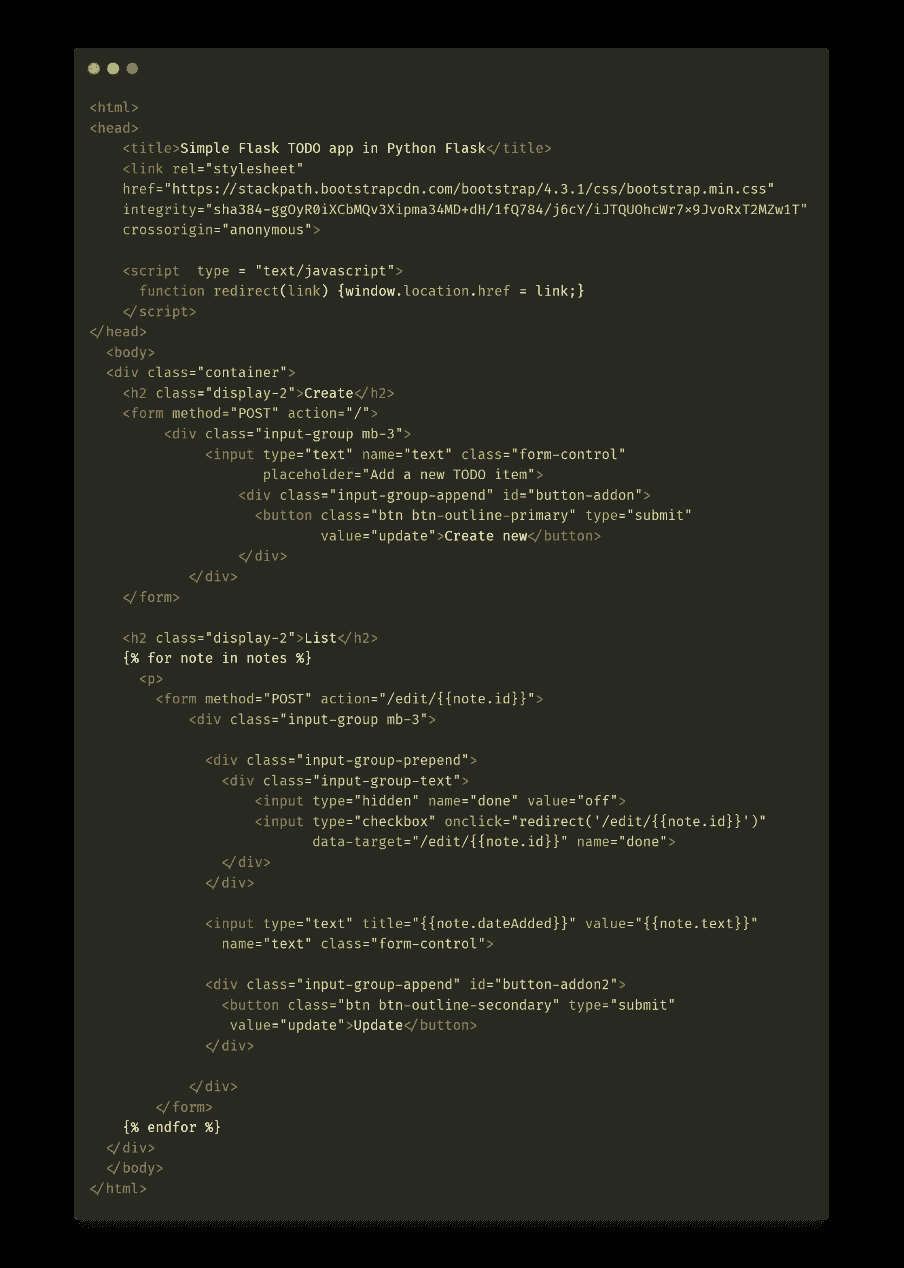 <html>
<head>
    <title>Simple Flask TODO app in Python Flask</title>
    <link rel="stylesheet"
    href="https://stackpath.bootstrapcdn.com/bootstrap/4.3.1/css/bootstrap.min.css"
    integrity="sha384-ggOyR0iXCbMQv3Xipma34MD+dH/1fQ784/j6cY/iJTQUOhcWr7x9JvoRxT2MZw1T"
    crossorigin="anonymous">

    <script  type = "text/javascript">
      function redirect(link) {window.location.href = link;}
    </script>
</head>
  <body>
  <div class="container">
    <h2 class="display-2">Create</h2>
    <form method="POST" action="/">
         <div class="input-group mb-3">
              <input type="text" name="text" class="form-control"
                     placeholder="Add a new TODO item">
                  <div class="input-group-append" id="button-addon">
                    <button class="btn btn-outline-primary" type="submit"
                            value="update">Create new</button>
                  </div>
            </div>
    </form>

    <h2 class="display-2">List</h2>
    {% for note in notes %}
      <p>
        <form method="POST" action="/edit/{{note.id}}">
            <div class="input-group mb-3">

              <div class="input-group-prepend">
                <div class="input-group-text">
                    <input type="hidden" name="done" value="off">
                    <input type="checkbox" onclick="redirect('/edit/{{note.id}}')"
                           data-target="/edit/{{note.id}}" name="done">
                </div>
              </div>

              <input type="text" title="{{note.dateAdded}}" value="{{note.text}}"
                name="text" class="form-control">

              <div class="input-group-append" id="button-addon2">
                <button class="btn btn-outline-secondary" type="submit"
                 value="update">Update</button>
              </div>

            </div>
        </form>
    {% endfor %}
  </div>
  </body>
</html>